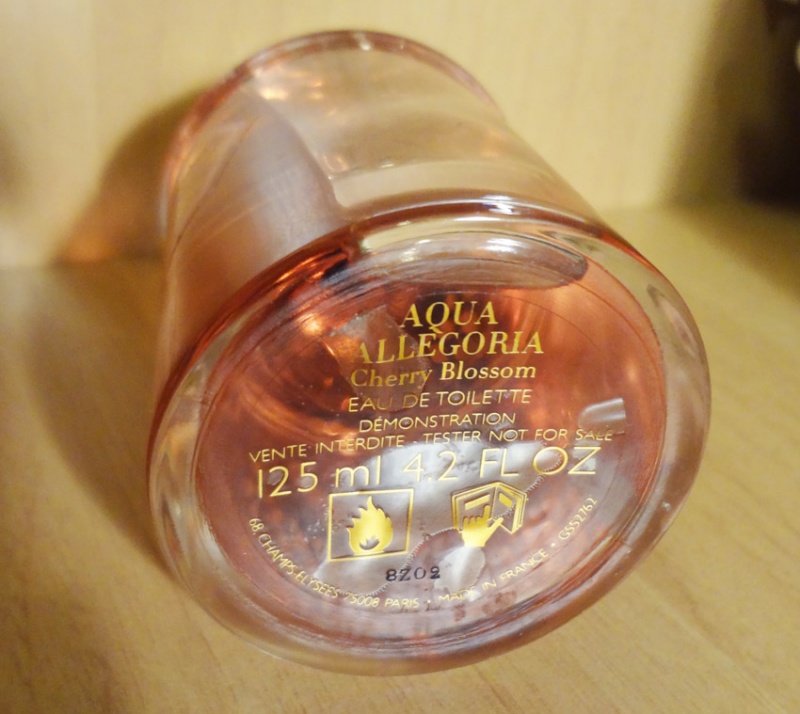 AQUA
ALLEGORIA
Cherry Blossom
EAU DE TOILETTE
DÉMONSTRATION
VENTE INTERDITE . TESTER NOT FOR SALE
125 ml 4.2 FL OZ
8Z02
68 CHAMPS-ELYSEES 75008 PARIS • MADE IN FRANCE • GS52762